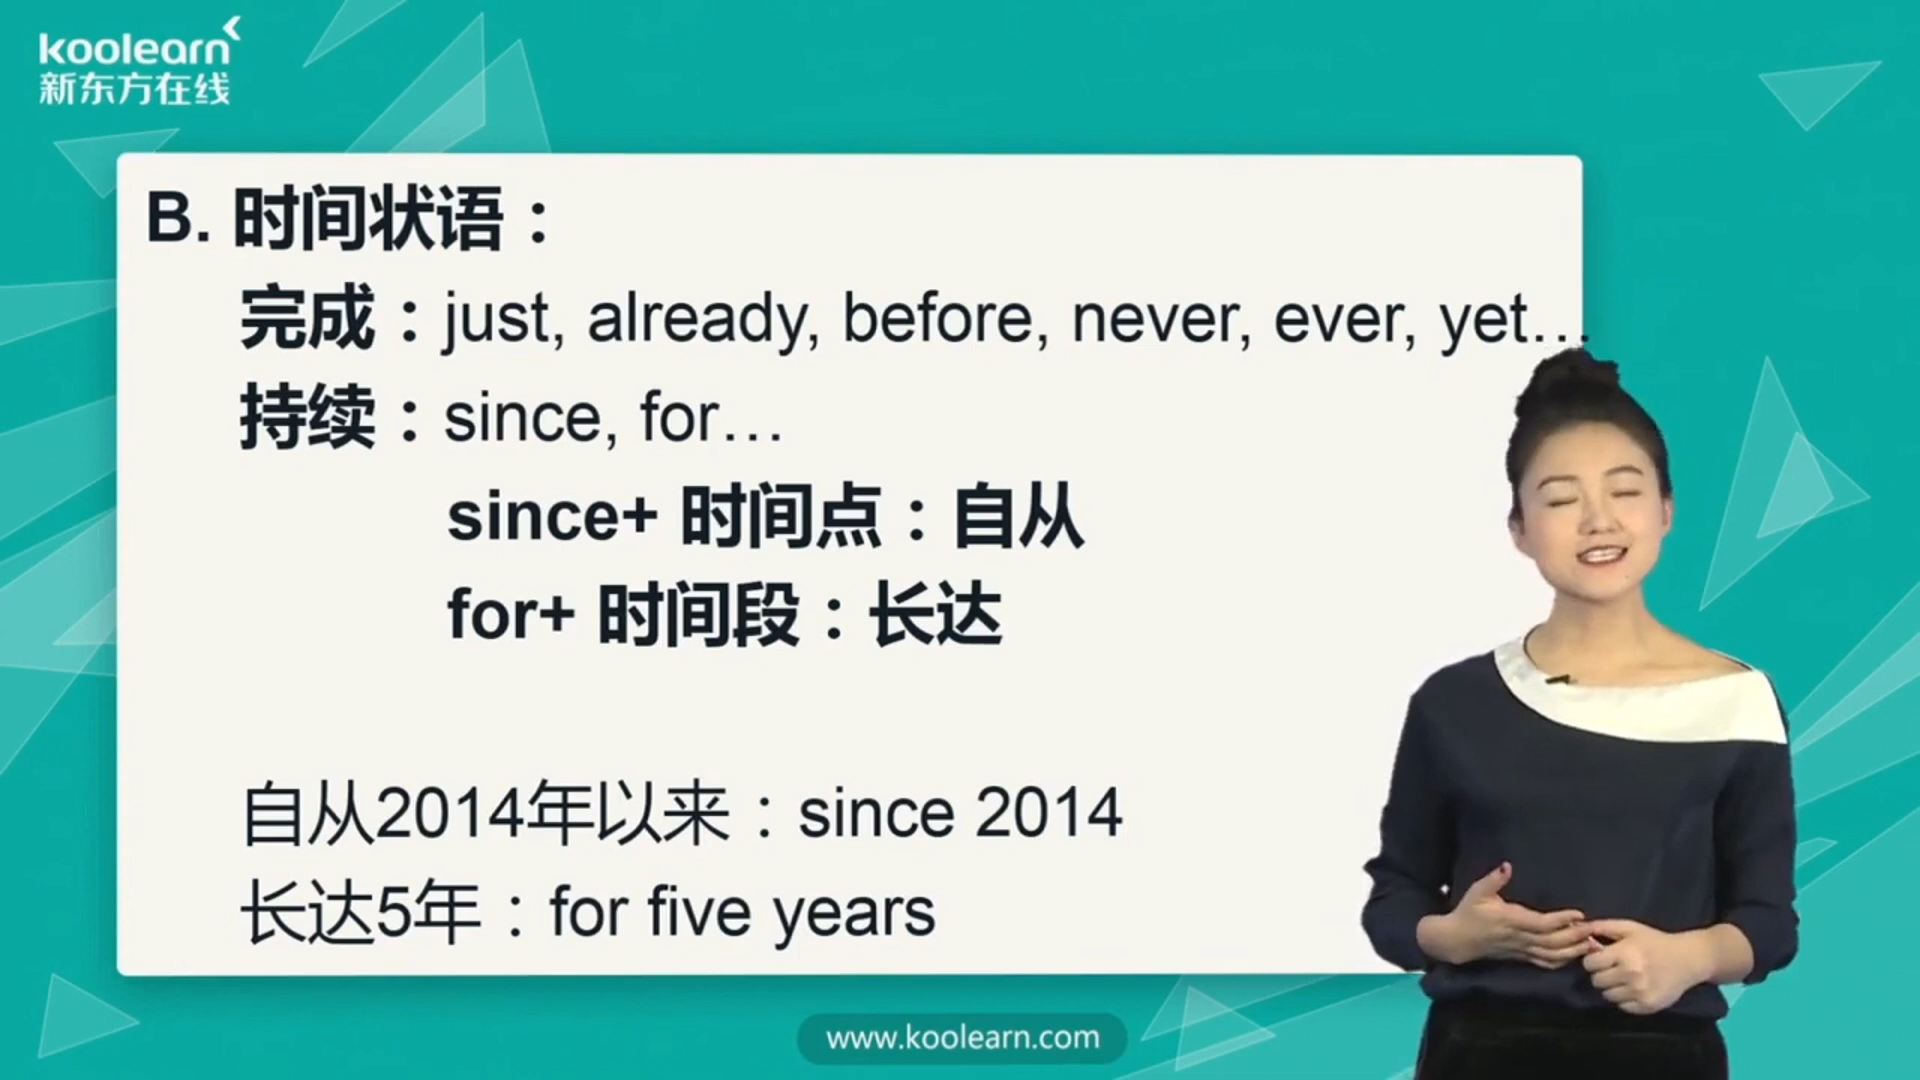 koolearn
新东方在线
B. 时间状语：
完成：just, already, before, never, ever, yet…
持续：since, for…
since+ 时间点：自从
for+ 时间段：长达
自从2014年以来：since 2014
长达5年：for five years
www.koolearn.com